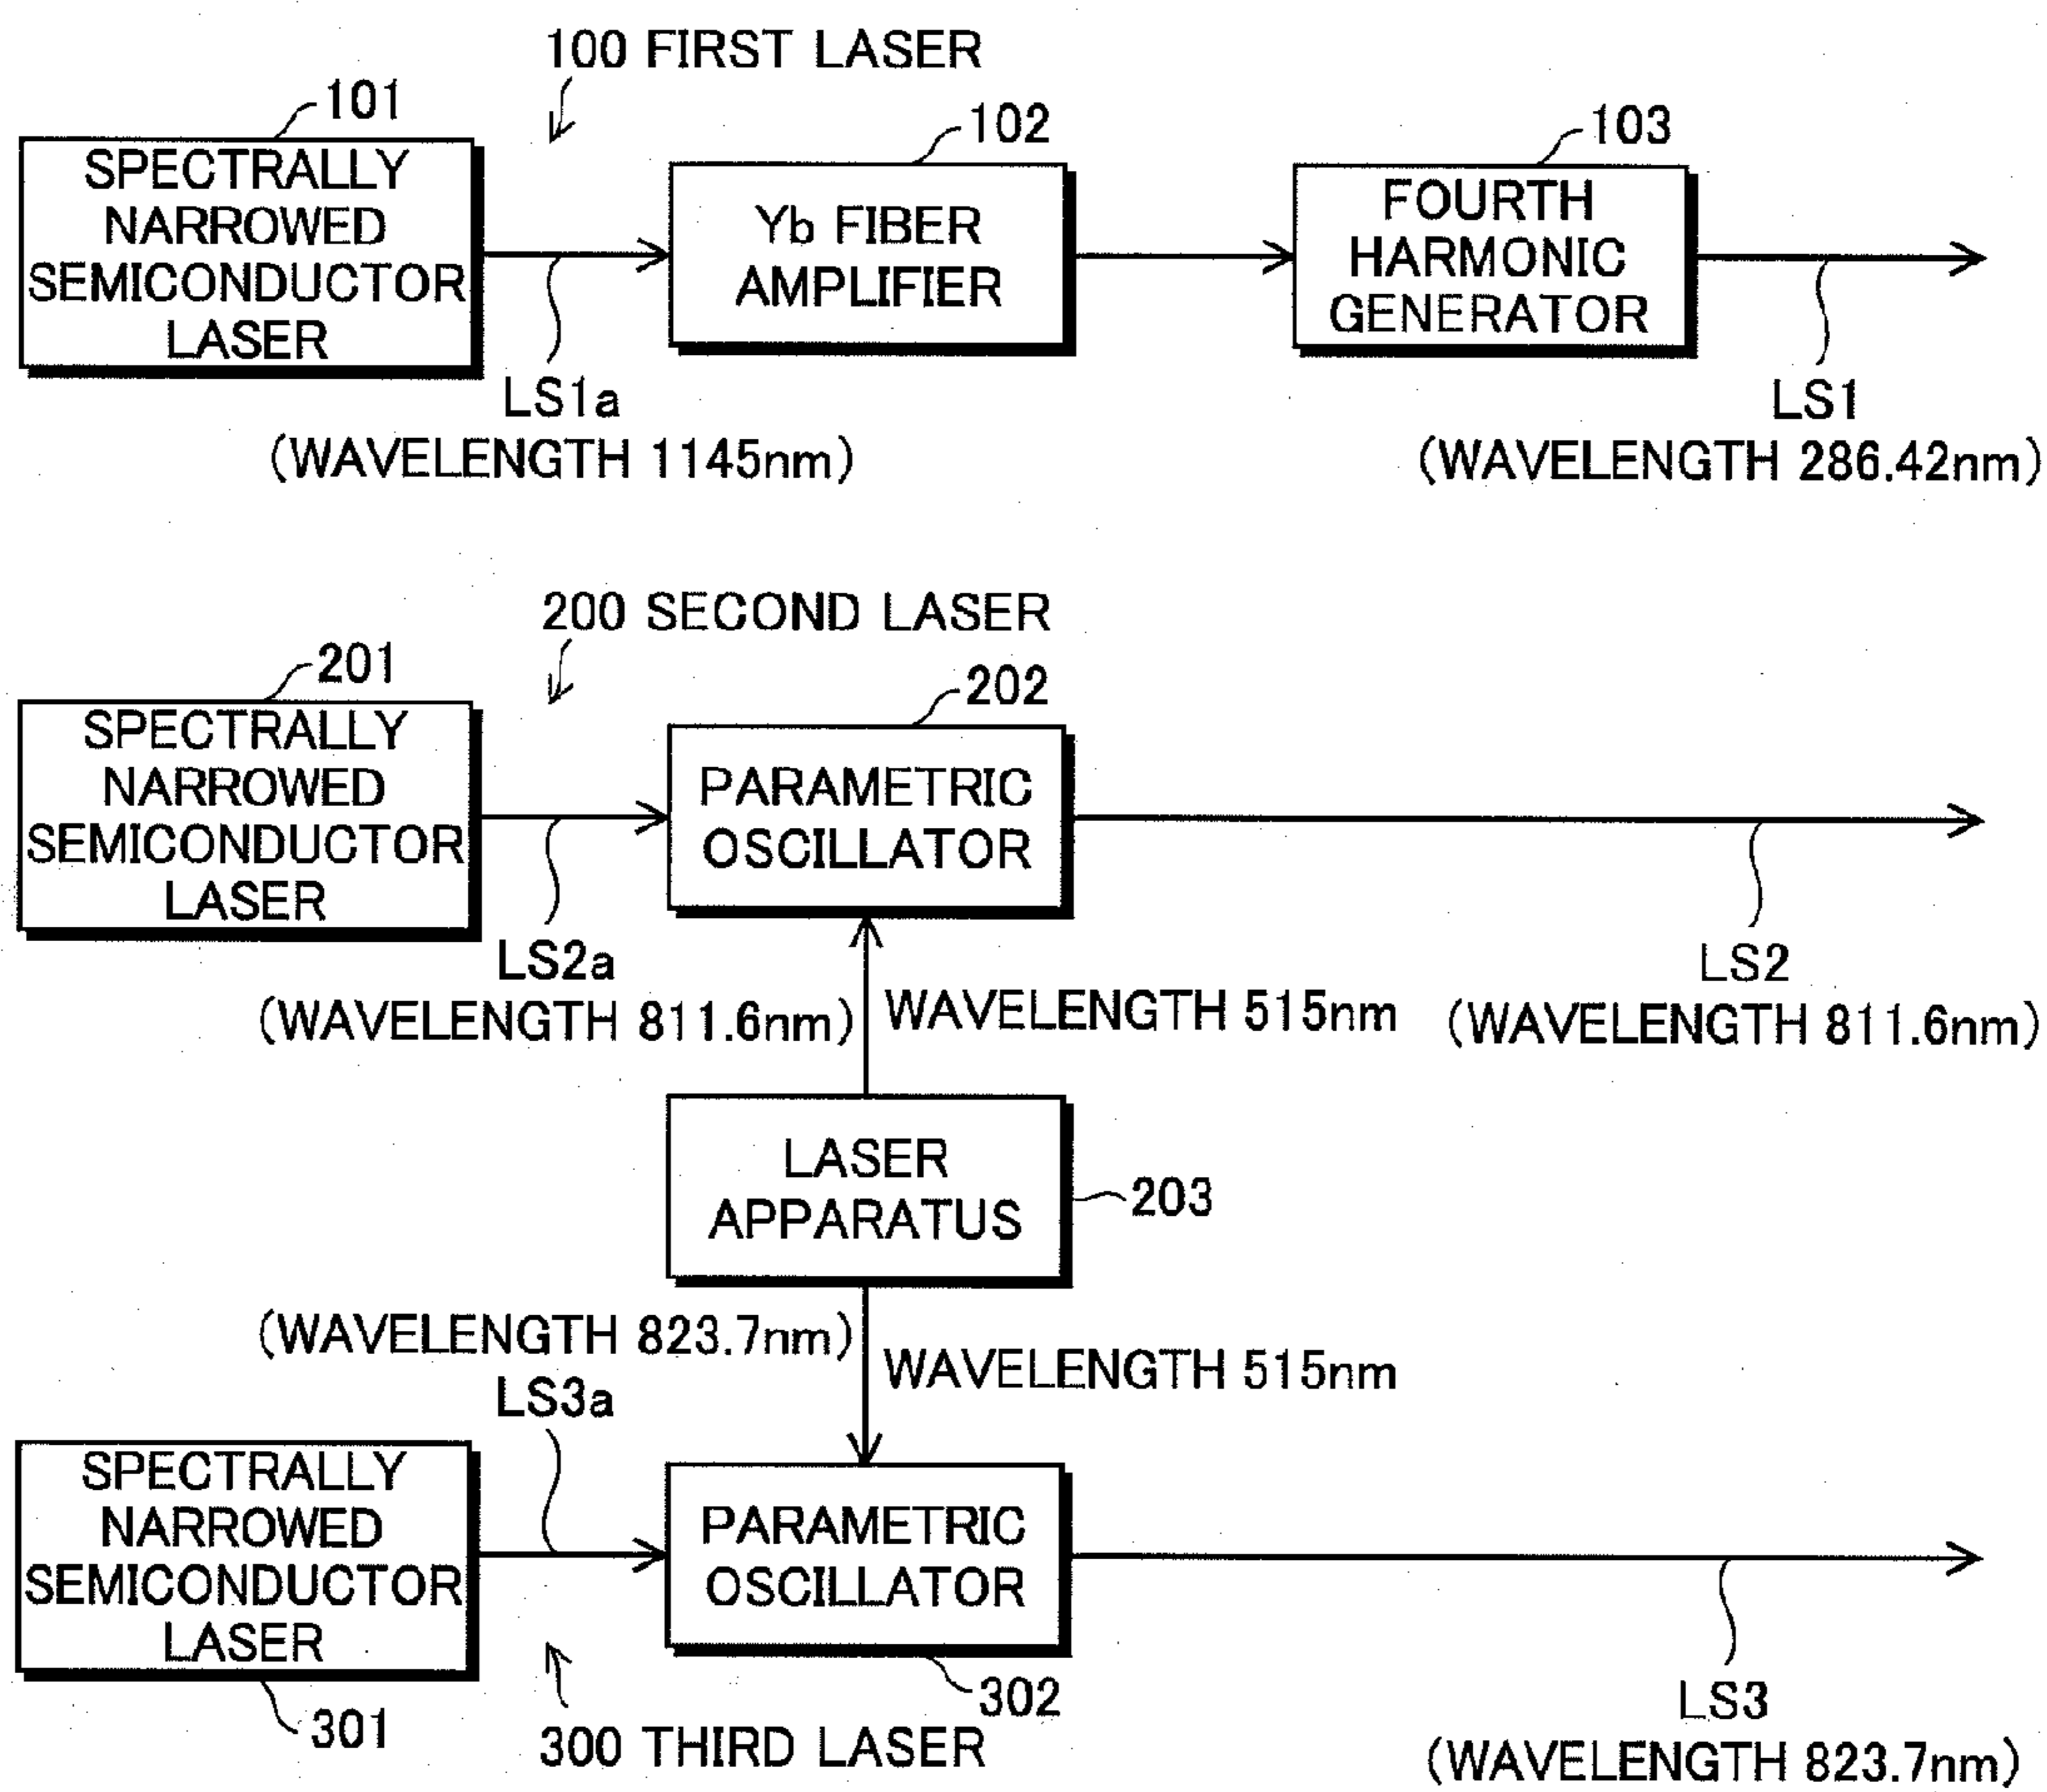 100 FIRST LASER
101
102
103
SPECTRALLY
NARROWED
SEMICONDUCTOR
LASER
Yb FIBER
AMPLIFIER
FOURTH
HARMONIC
GENERATOR
LS1a
(WAVELENGTH 1145nm)
LS1
(WAVELENGTH 286.42nm)
200 SECOND LASER
201
202
SPECTRALLY
NARROWED
SEMICONDUCTOR
LASER
PARAMETRIC
OSCILLATOR
LS2a
(WAVELENGTH 811.6nm)
WAVELENGTH 515nm
LS2
(WAVELENGTH 811.6nm)
LASER
APPARATUS
203
(WAVELENGTH 823.7nm)
LS3a
WAVELENGTH 515nm
SPECTRALLY
NARROWED
SEMICONDUCTOR
LASER
PARAMETRIC
OSCILLATOR
301
302
300 THIRD LASER
LS3
(WAVELENGTH 823.7nm)